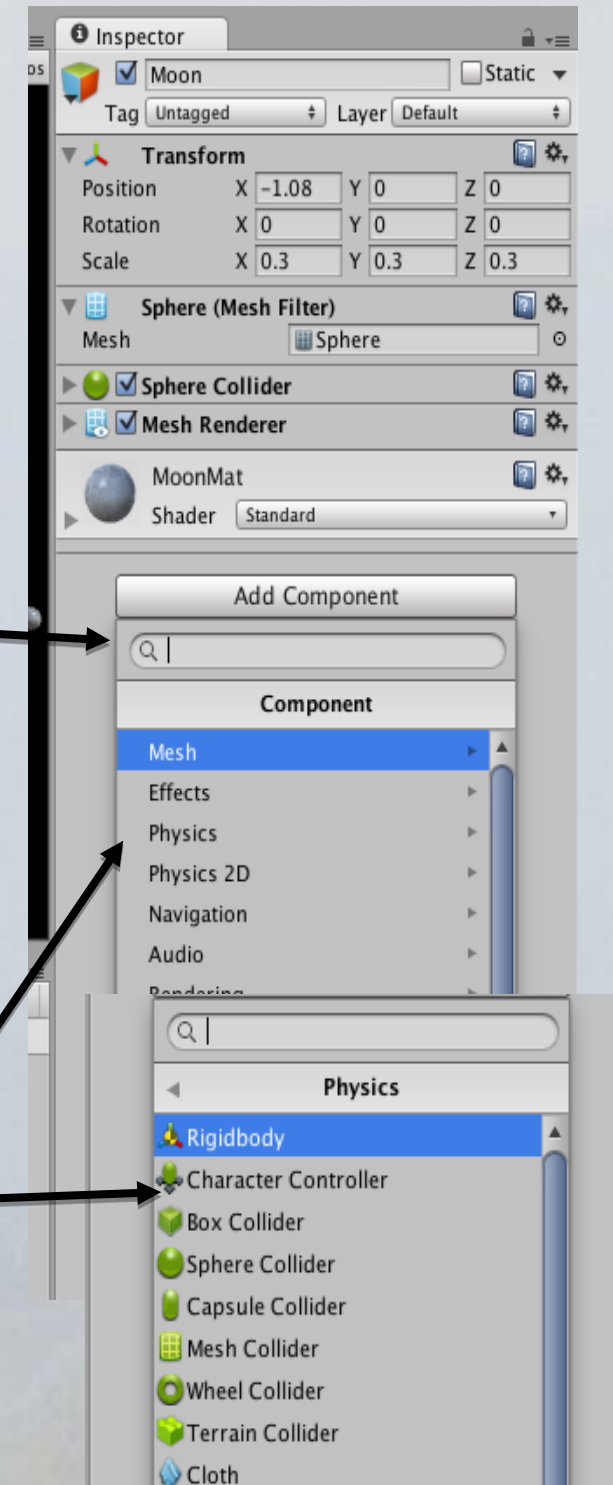 Inspector
os
Moon Static
Tag Untagged Layer Default
Transform
Position X -1.08 Y 0 Z 0
Rotation X 0 Y 0 Z 0
Scale X 0.3 Y 0.3 Z 0.3
Sphere (Mesh Filter)
Mesh Sphere
Sphere Collider
Mesh Renderer
MoonMat
Shader Standard
Add Component
Component
Mesh
Effects
Physics
Physics 2D
Navigation
Audio
Rendering
Physics
Rigidbody
Character Controller
Box Collider
Sphere Collider
Capsule Collider
Mesh Collider
Wheel Collider
Terrain Collider
Cloth